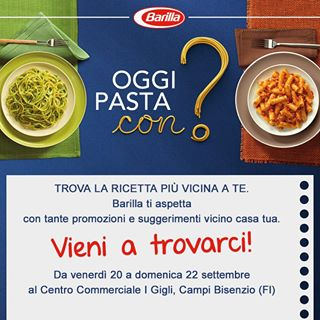 Barilla
OGGI
PASTA
con ?
TROVA LA RICETTA PIÙ VICINA A TE.
Barilla ti aspetta
con tante promozioni e suggerimenti vicino casa tua.
Vieni a trovarci!
Da venerdì 20 a domenica 22 settembre
al Centro Commerciale I Gigli, Campi Bisenzio (FI)